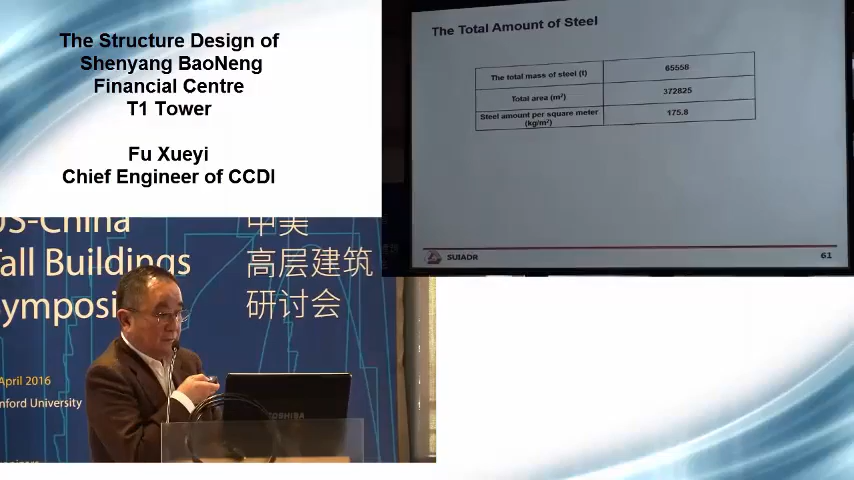 The Structure Design of
Shenyang BaoNeng
Financial Centre
T1 Tower
Fu Xueyi
Chief Engineer of CCDI
The Total Amount of Steel
The total mass of steel (t) 65558
Total area (m²) 372825
Steel amount per square meter (kg/m²) 175.8
SUIADR 61
US-China
Tall Buildings
Symposi
中美
高层建筑
研讨会
April 2016
nford University
TOSHIBA